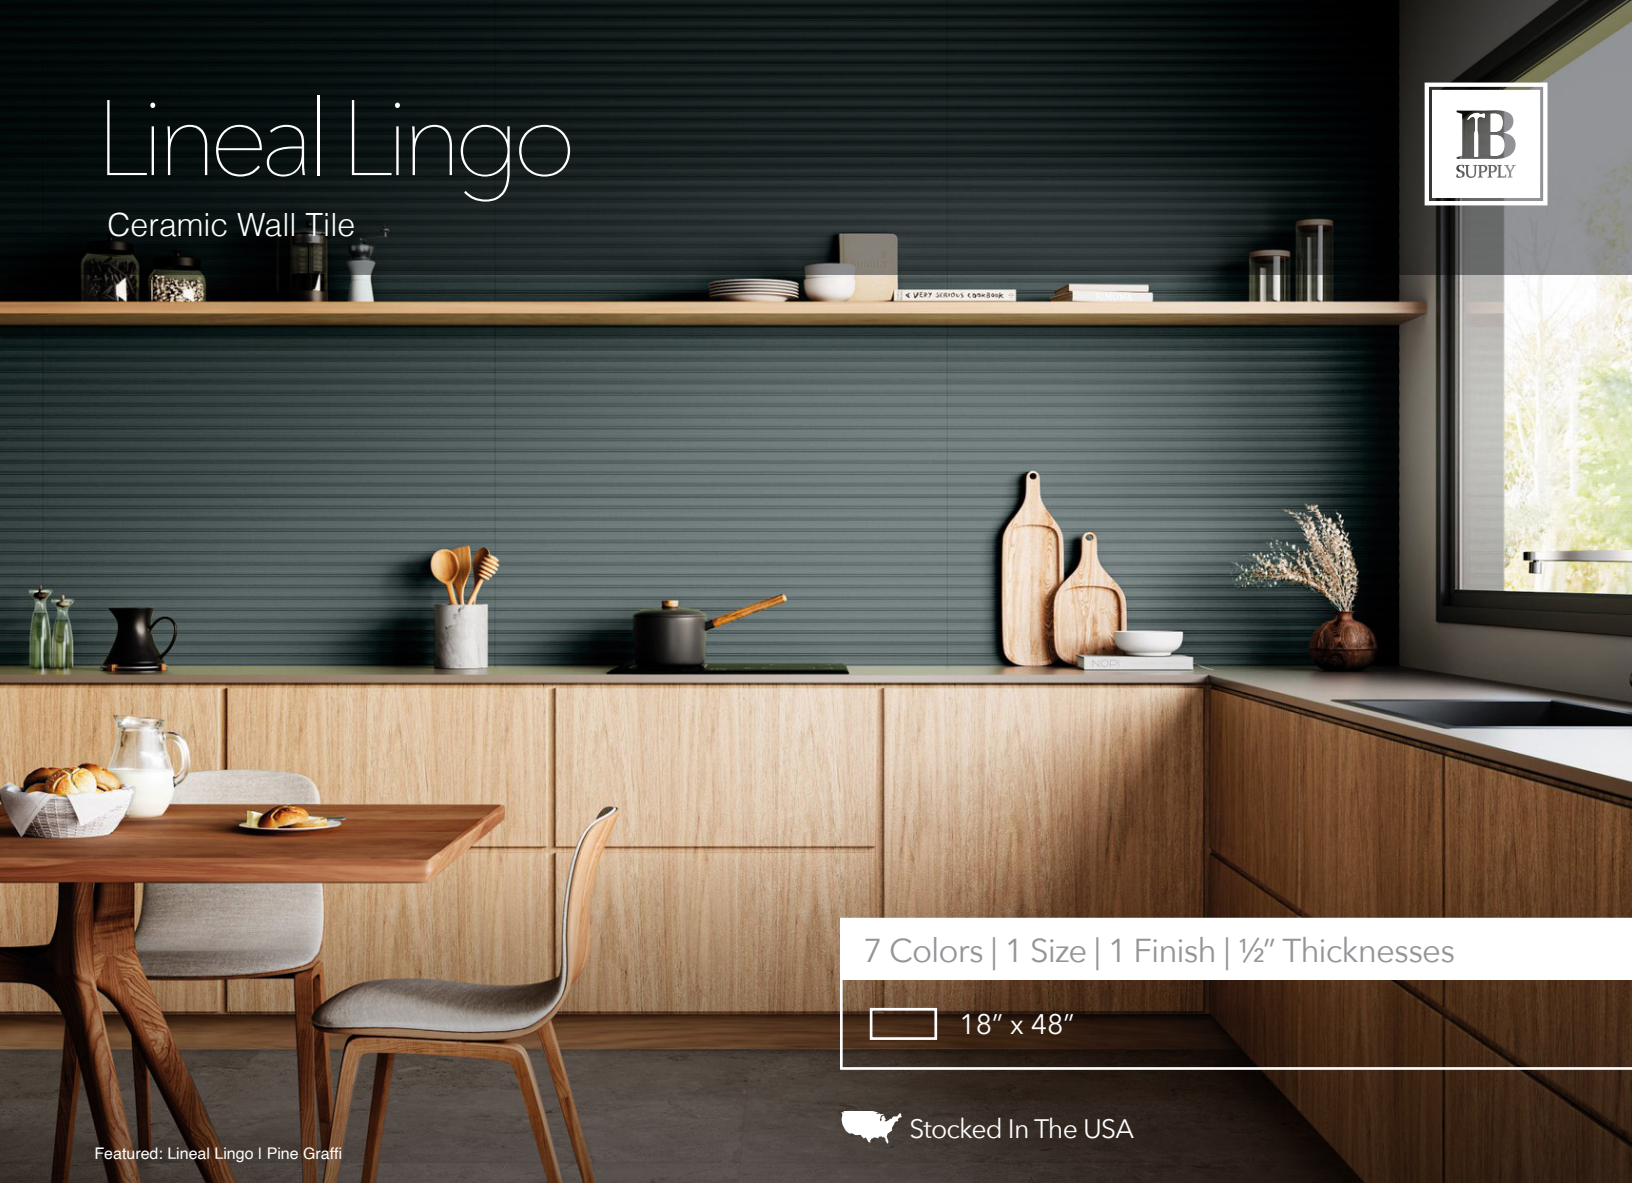 Lineal Lingo
Ceramic Wall Tile
IB
SUPPLY
A VERY SERIOUS COOKBOOK
NOPI
7 Colors | 1 Size | 1 Finish | ½” Thicknesses
18” x 48”
Stocked In The USA
Featured: Lineal Lingo | Pine Graffi